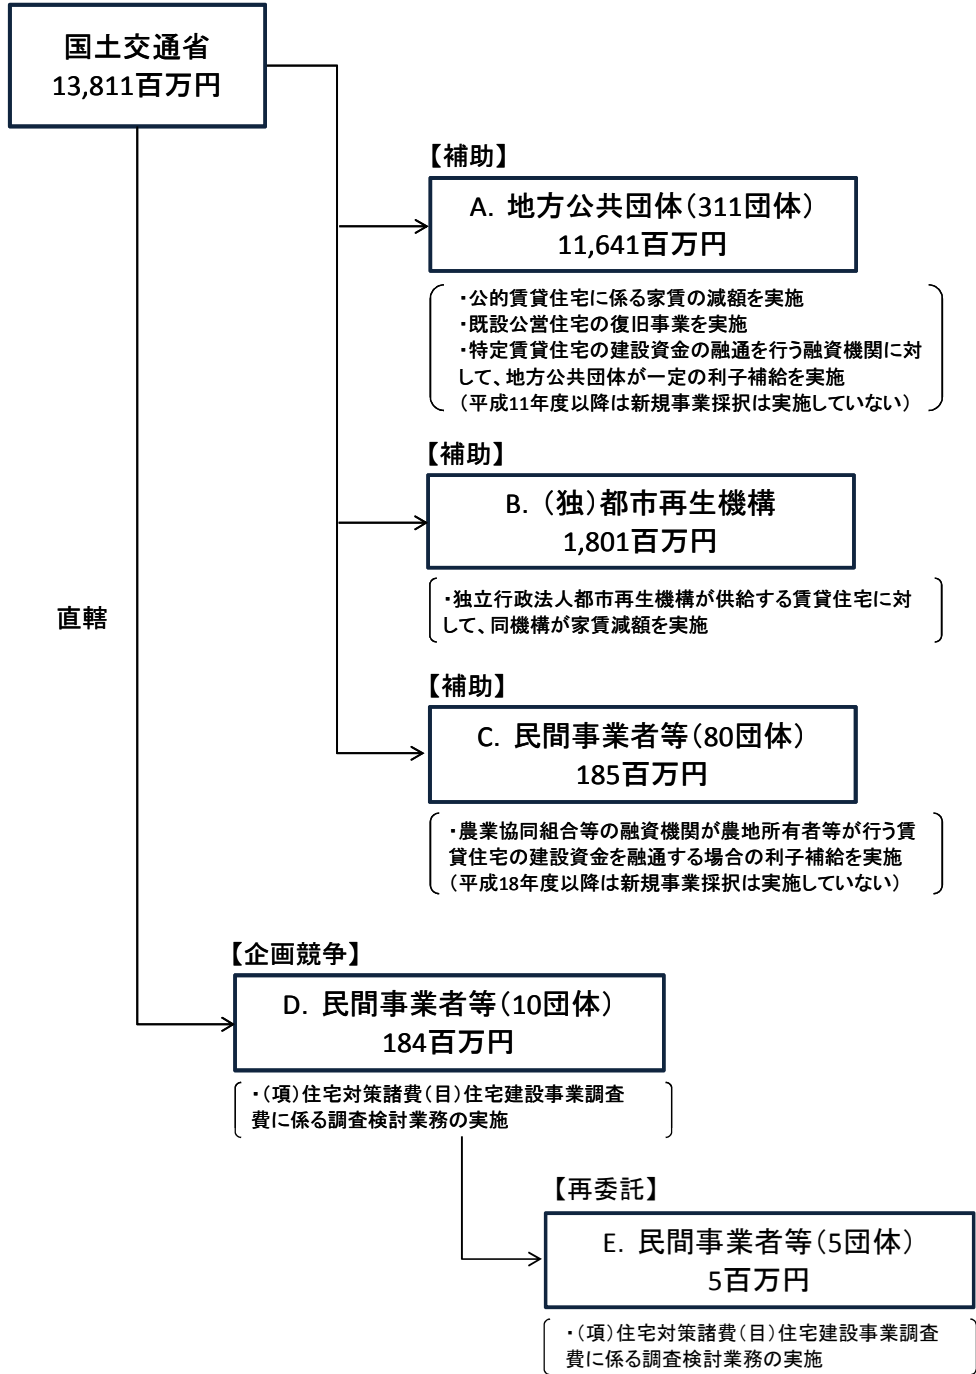 国土交通省
13,811百万円
【補助】
A. 地方公共団体(311団体)
11,641百万円
・公的賃貸住宅に係る家賃の減額を実施
・既設公営住宅の復旧事業を実施
・特定賃貸住宅の建設資金の融通を行う融資機関に対
して、地方公共団体が一定の利子補給を実施
(平成11年度以降は新規事業採択は実施していない)
【補助】
B. (独)都市再生機構
1,801百万円
・独立行政法人都市再生機構が供給する賃貸住宅に対
して、同機構が家賃減額を実施
直轄
【補助】
C. 民間事業者等(80団体)
185百万円
・農業協同組合等の融資機関が農地所有者等が行う賃
貸住宅の建設資金を融通する場合の利子補給を実施
(平成18年度以降は新規事業採択は実施していない)
【企画競争】
D. 民間事業者等(10団体)
184百万円
・(項)住宅対策諸費(目)住宅建設事業調査
費に係る調査検討業務の実施
【再委託】
E. 民間事業者等(5団体)
5百万円
・(項)住宅対策諸費(目)住宅建設事業調査
費に係る調査検討業務の実施